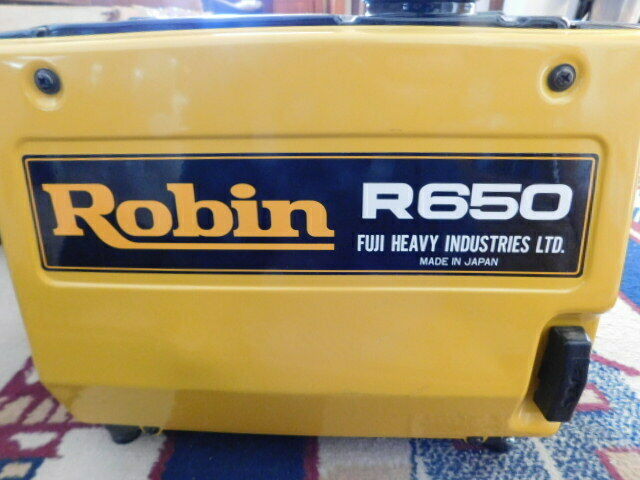 Robin
R650
FUJI HEAVY INDUSTRIES LTD.
MADE IN JAPAN